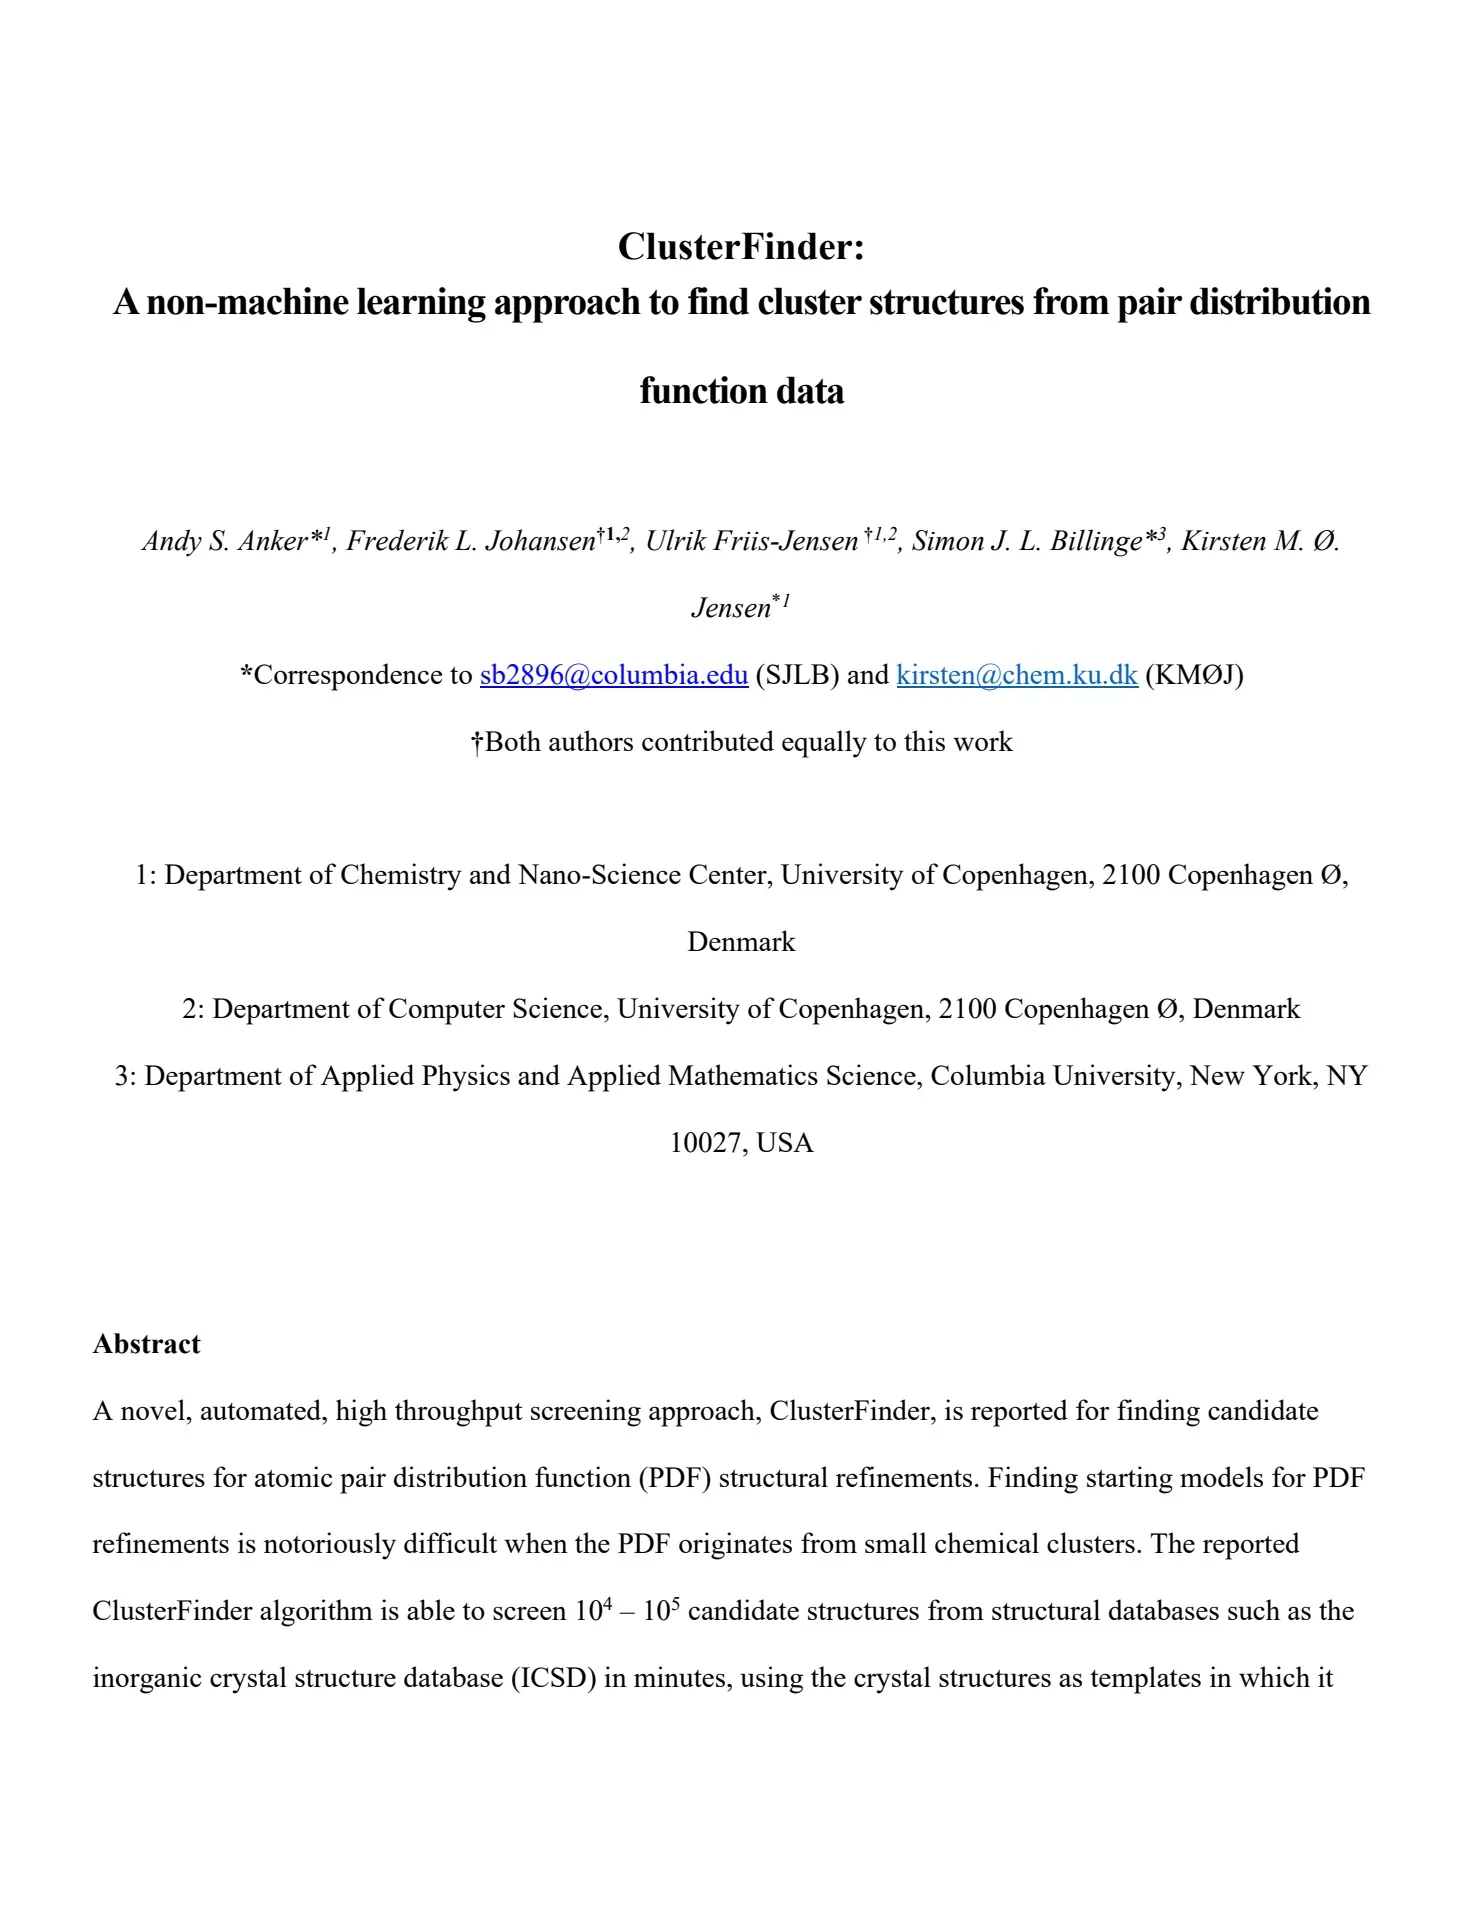 ClusterFinder:
A non-machine learning approach to find cluster structures from pair distribution
function data
Andy S. Anker*1, Frederik L. Johansen†1,2, Ulrik Friis-Jensen †1,2, Simon J. L. Billinge*3, Kirsten M. Ø.
Jensen*1
*Correspondence to sb2896@columbia.edu (SJLB) and kirsten@chem.ku.dk (KMØJ)
†Both authors contributed equally to this work
1: Department of Chemistry and Nano-Science Center, University of Copenhagen, 2100 Copenhagen Ø,
Denmark
2: Department of Computer Science, University of Copenhagen, 2100 Copenhagen Ø, Denmark
3: Department of Applied Physics and Applied Mathematics Science, Columbia University, New York, NY
10027, USA
Abstract
A novel, automated, high throughput screening approach, ClusterFinder, is reported for finding candidate
structures for atomic pair distribution function (PDF) structural refinements. Finding starting models for PDF
refinements is notoriously difficult when the PDF originates from small chemical clusters. The reported
ClusterFinder algorithm is able to screen 10⁴ – 10⁵ candidate structures from structural databases such as the
inorganic crystal structure database (ICSD) in minutes, using the crystal structures as templates in which it